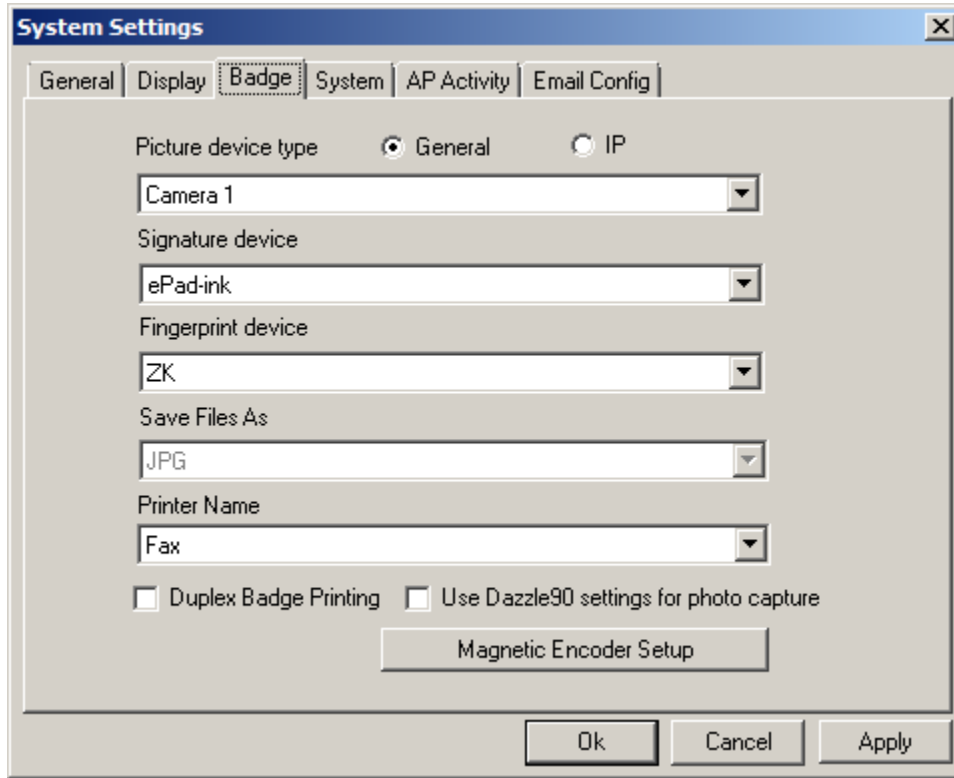 System Settings
General Display Badge System AP Activity Email Config
Picture device type General IP
Camera 1
Signature device
ePad-ink
Fingerprint device
ZK
Save Files As
JPG
Printer Name
Fax
Duplex Badge Printing Use Dazzle90 settings for photo capture
Magnetic Encoder Setup
Ok Cancel Apply